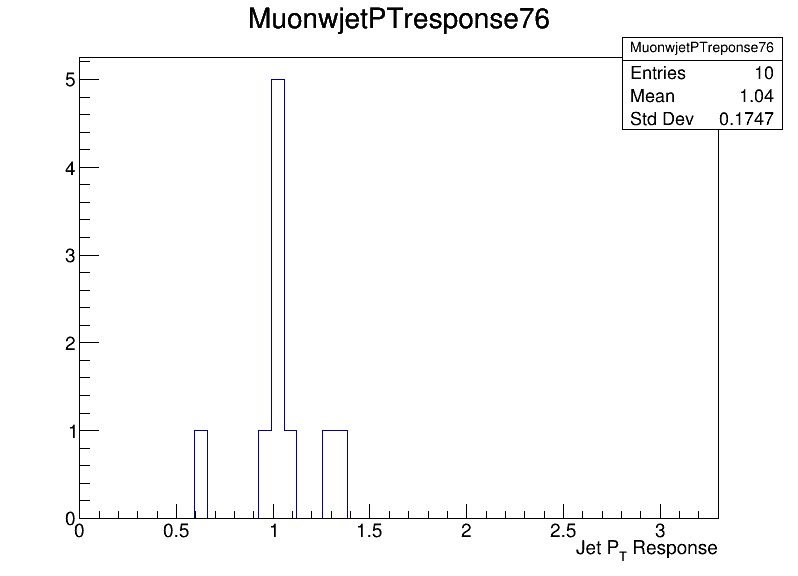 MuonwjetPTresponse76
MuonwjetPTreponse76
Entries 10
Mean 1.04
Std Dev 0.1747
5
4
3
2
1
0
0 0.5 1 1.5 2 2.5 3
Jet PT Response